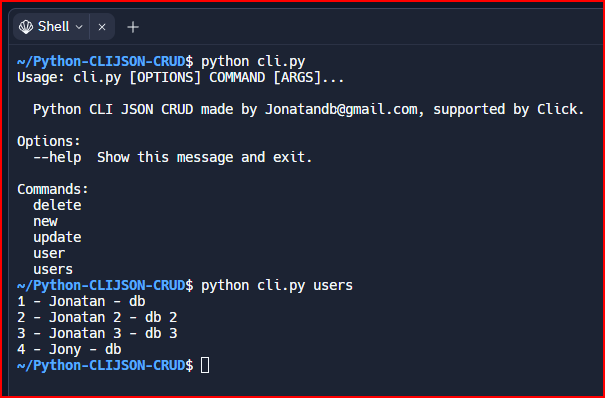 Shell
~/Python-CLIJSON-CRUD$ python cli.py
Usage: cli.py [OPTIONS] COMMAND [ARGS]...
Python CLI JSON CRUD made by Jonatandb@gmail.com, supported by Click.
Options:
--help  Show this message and exit.
Commands:
delete
new
update
user
users
~/Python-CLIJSON-CRUD$ python cli.py users
1 - Jonatan - db
2 - Jonatan 2 - db 2
3 - Jonatan 3 - db 3
4 - Jony - db
~/Python-CLIJSON-CRUD$